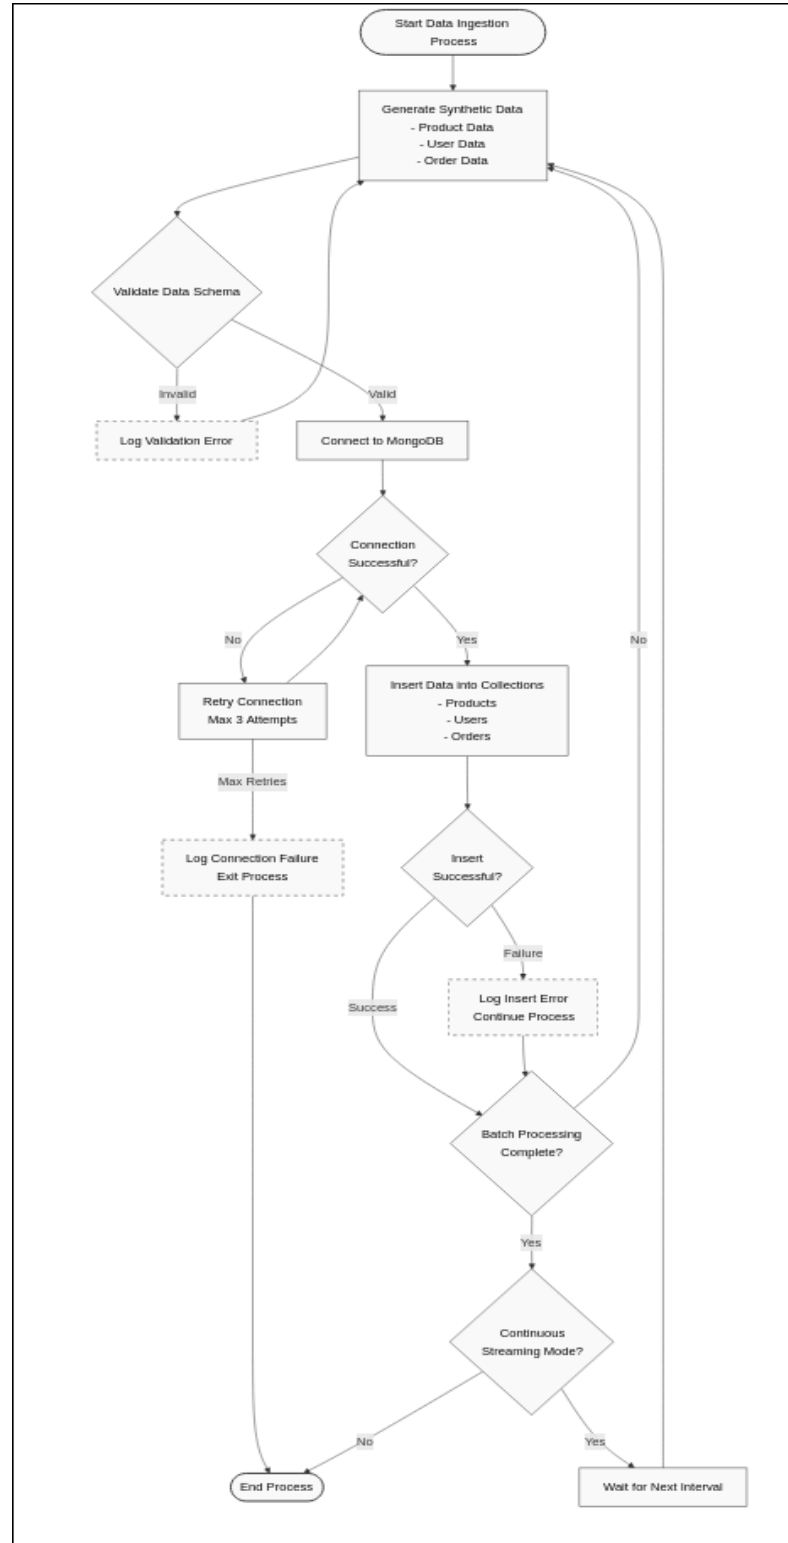 Start Data Ingestion
Process
Generate Synthetic Data
- Product Data
- User Data
- Order Data
Validate Data Schema
Invalid
Valid
Log Validation Error
Connect to MongoDB
Connection
Successful?
No
Yes
No
Retry Connection
Max 3 Attempts
Insert Data into Collections
- Products
- Users
- Orders
Max Retries
Log Connection Failure
Exit Process
Insert
Successful?
Failure
Success
Log Insert Error
Continue Process
Batch Processing
Complete?
Yes
Continuous
Streaming Mode?
No
Yes
End Process
Wait for Next Interval